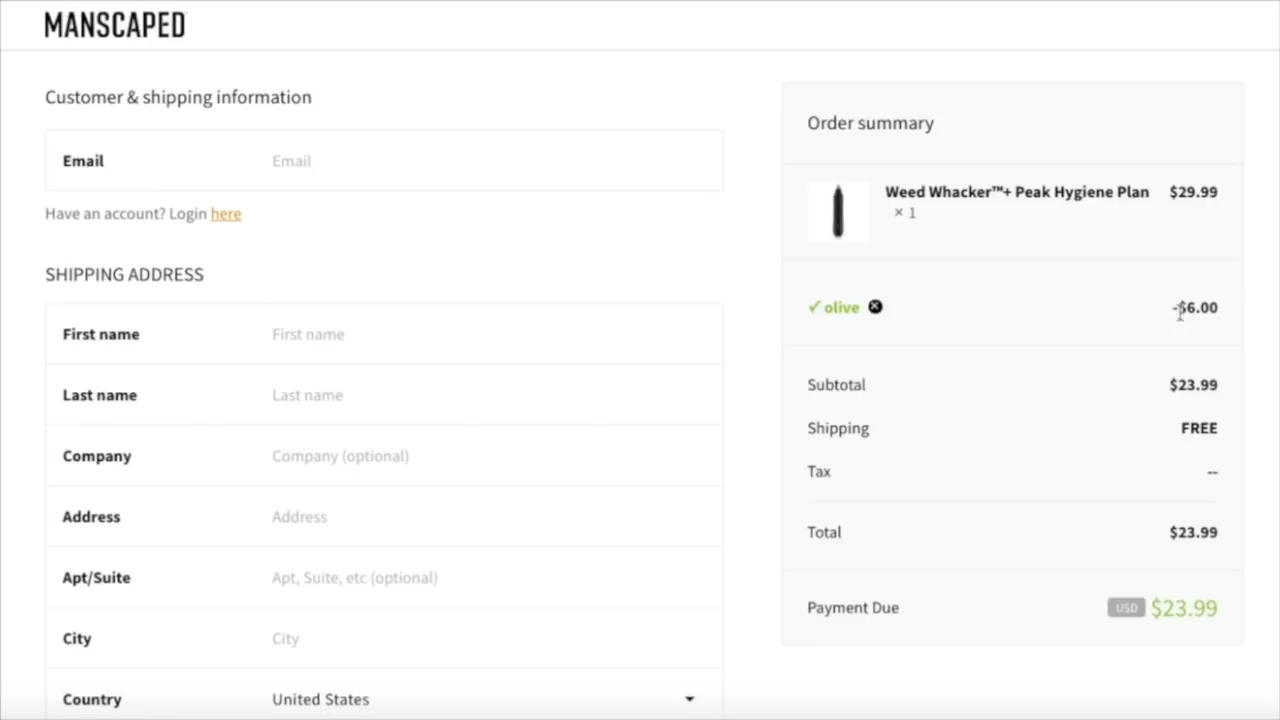 MANSCAPED
Customer & shipping information
Email Email
Have an account? Login here
SHIPPING ADDRESS
First name First name
Last name Last name
Company Company (optional)
Address Address
Apt/Suite Apt, Suite, etc (optional)
City City
Country United States
Order summary
Weed Whacker™+ Peak Hygiene Plan $29.99
× 1
✓ olive -$6.00
Subtotal $23.99
Shipping FREE
Tax --
Total $23.99
Payment Due USD $23.99